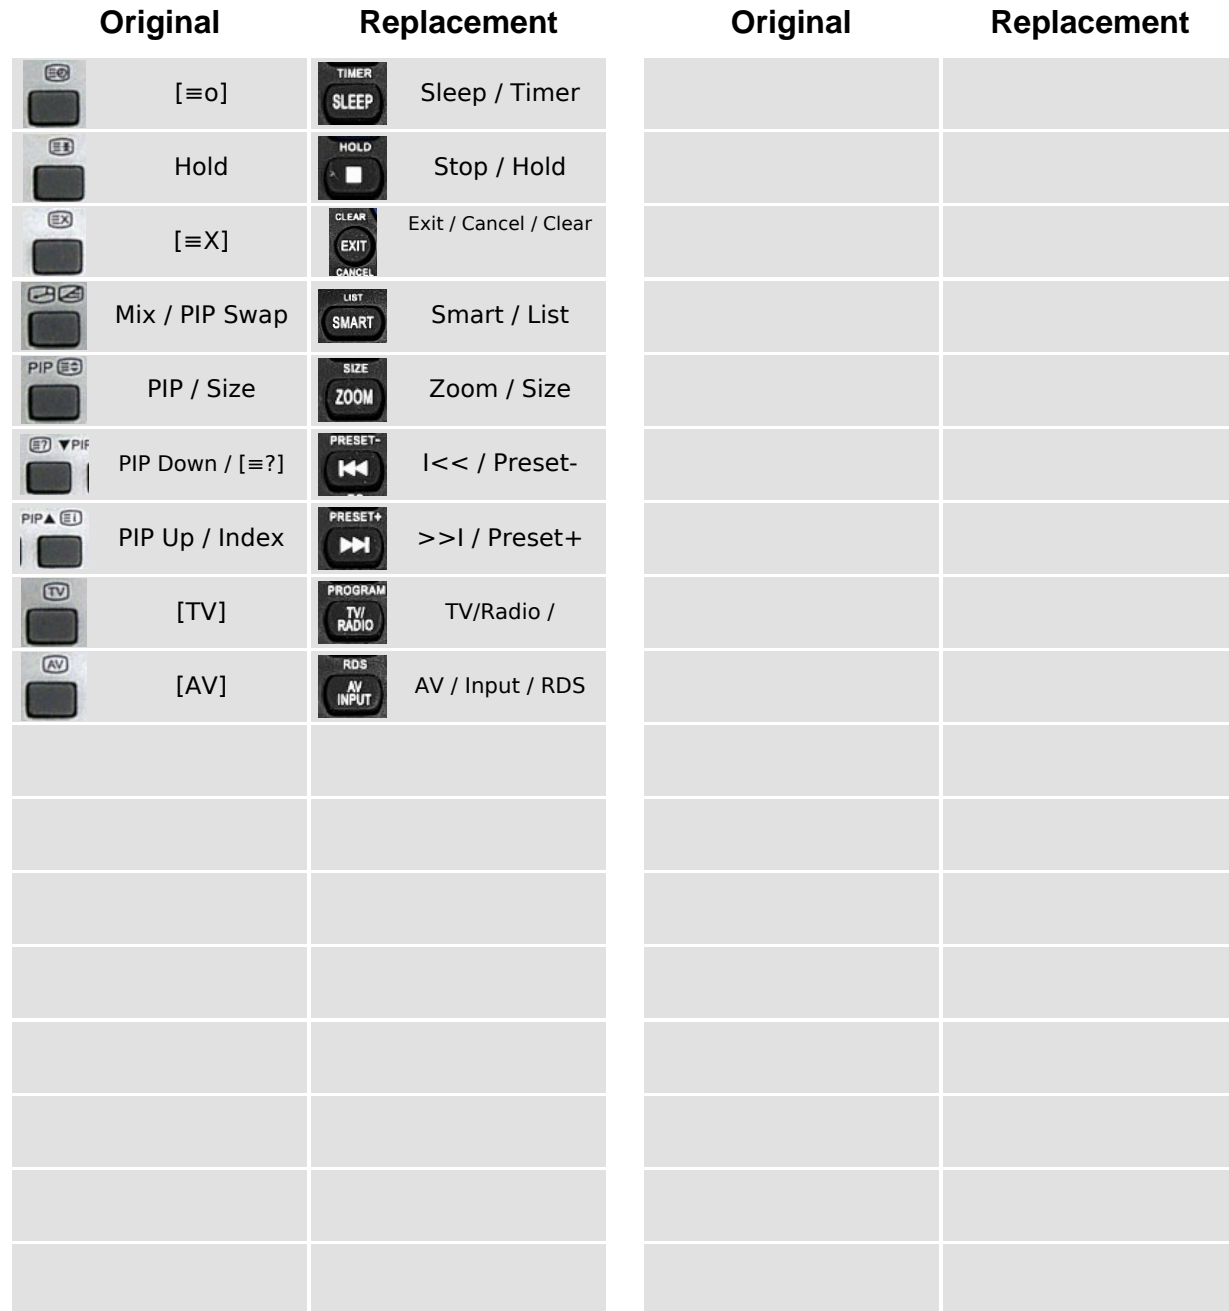 Original Replacement Original Replacement
[≡o] TIMER SLEEP Sleep / Timer
Hold HOLD Stop / Hold
[≡X] CLEAR EXIT CANCEL Exit / Cancel / Clear
Mix / PIP Swap LIST SMART Smart / List
PIP PIP / Size SIZE ZOOM Zoom / Size
▼PIP PIP Down / [≡?] PRESET- I<< / Preset-
PIP▲ PIP Up / Index PRESET+ >>I / Preset+
TV [TV] PROGRAM TV/ RADIO TV/Radio /
AV [AV] RDS AV INPUT AV / Input / RDS